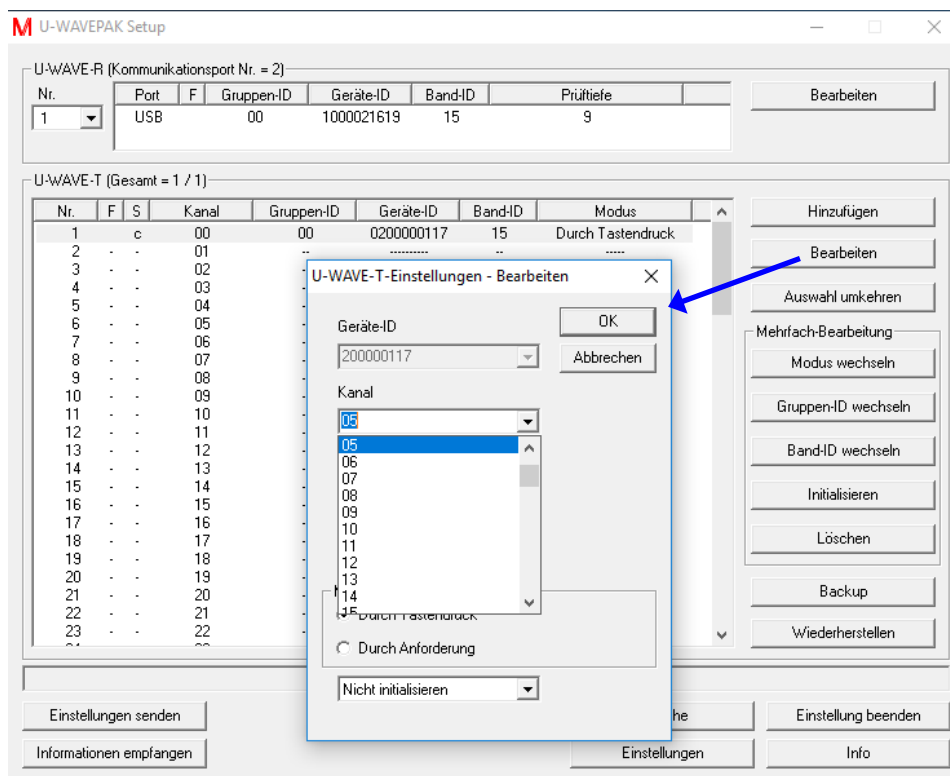 U-WAVEPAK Setup
U-WAVE-R (Kommunikationsport Nr. = 2)
Nr. Port F Gruppen-ID Geräte-ID Band-ID Prüftiefe
1 USB 00 1000021619 15 9
Bearbeiten
U-WAVE-T (Gesamt = 1 / 1)
Nr. F S Kanal Gruppen-ID Geräte-ID Band-ID Modus
1 c 00 00 0200000117 15 Durch Tastendruck
2 - - 01 -- ---------- -- -----
3 - - 02
4 - - 03
5 - - 04
6 - - 05
7 - - 06
8 - - 07
9 - - 08
10 - - 09
11 - - 10
12 - - 11
13 - - 12
14 - - 13
15 - - 14
16 - - 15
17 - - 16
18 - - 17
19 - - 18
20 - - 19
21 - - 20
22 - - 21
23 - - 22
U-WAVE-T-Einstellungen - Bearbeiten
Geräte-ID
200000117
Kanal
05
05
06
07
08
09
10
11
12
13
14
15
Durch Tastendruck
Durch Anforderung
Nicht initialisieren
OK
Abbrechen
Hinzufügen
Bearbeiten
Auswahl umkehren
Mehrfach-Bearbeitung
Modus wechseln
Gruppen-ID wechseln
Band-ID wechseln
Initialisieren
Löschen
Backup
Wiederherstellen
Einstellungen senden
he
Einstellung beenden
Informationen empfangen
Einstellungen
Info